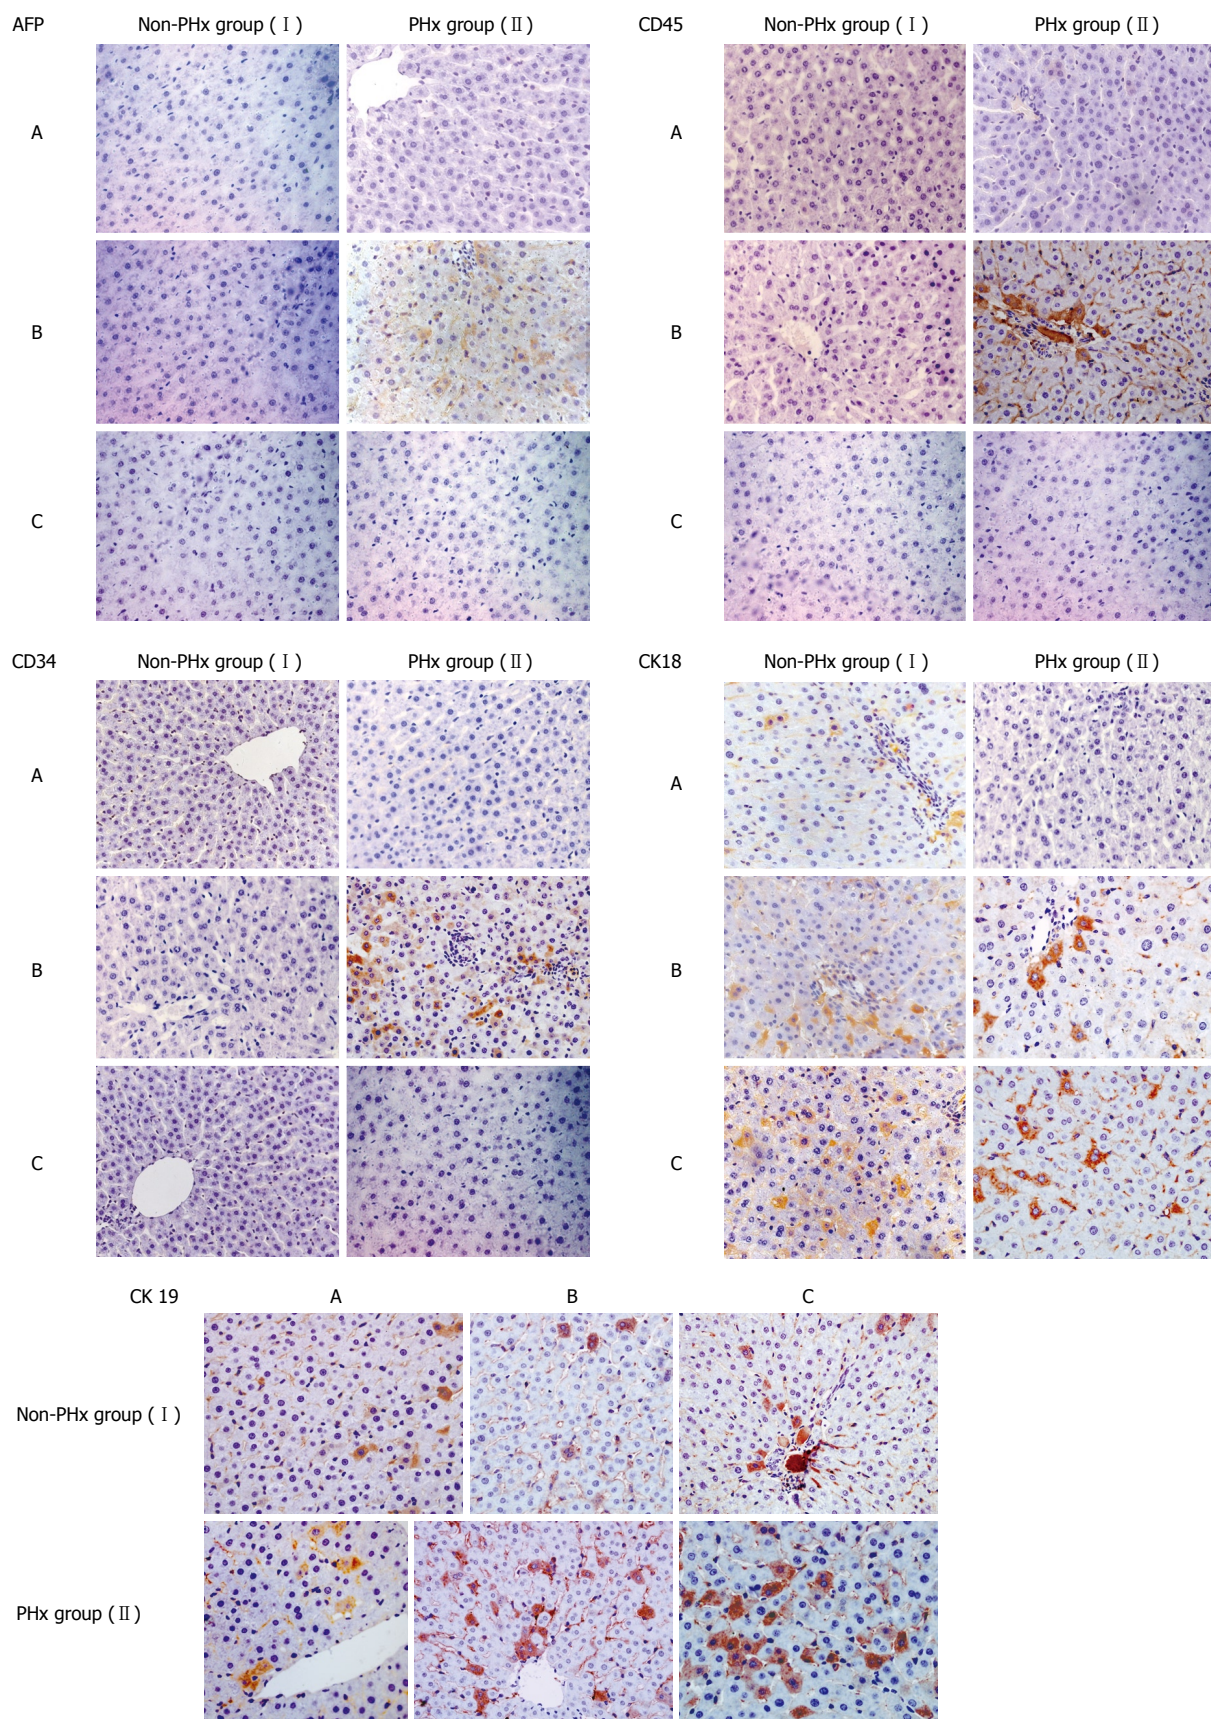 AFP Non-PHx group ( Ⅰ ) PHx group ( Ⅱ )
A
B
C
CD45 Non-PHx group ( Ⅰ ) PHx group ( Ⅱ )
A
B
C
CD34 Non-PHx group ( Ⅰ ) PHx group ( Ⅱ )
A
B
C
CK18 Non-PHx group ( Ⅰ ) PHx group ( Ⅱ )
A
B
C
CK 19 A B C
Non-PHx group ( Ⅰ )
PHx group ( Ⅱ )